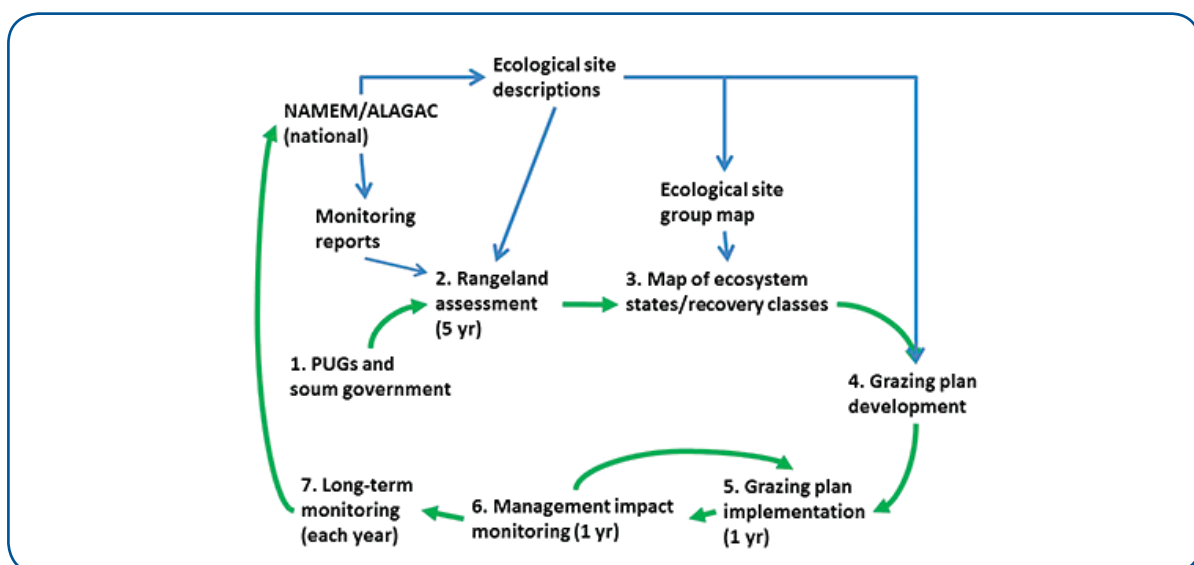 Ecological site
descriptions
NAMEM/ALAGAC
(national)
Monitoring
reports
Ecological site
group map
2. Rangeland
assessment
(5 yr)
3. Map of ecosystem
states/recovery classes
1. PUGs and
soum government
4. Grazing plan
development
7. Long-term
monitoring
(each year)
6. Management impact
monitoring (1 yr)
5. Grazing plan
implementation
(1 yr)